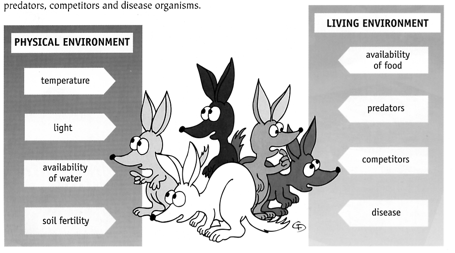 predators, competitors and disease organisms.
PHYSICAL ENVIRONMENT
temperature
light
availability
of water
soil fertility
LIVING ENVIRONMENT
availability
of food
predators
competitors
disease